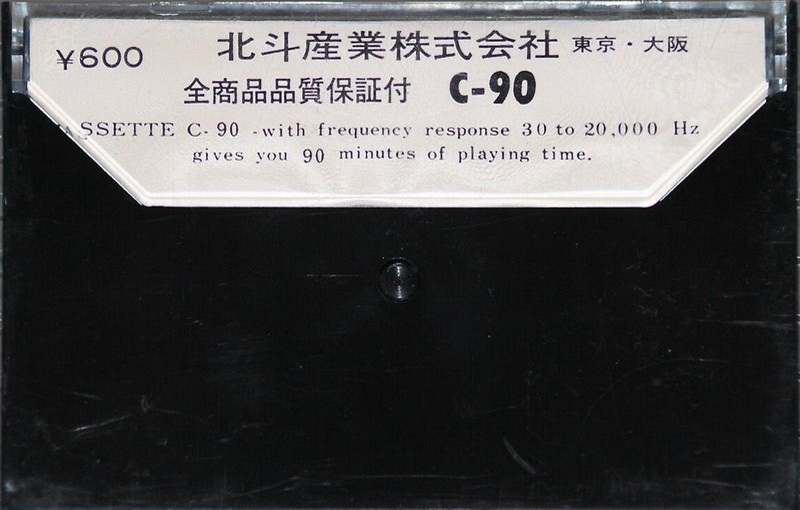 ¥600 北斗産業株式会社 東京・大阪
全商品品質保証付 C-90
ASSETTE C-90 -with frequency response 30 to 20,000 Hz
gives you 90 minutes of playing time.